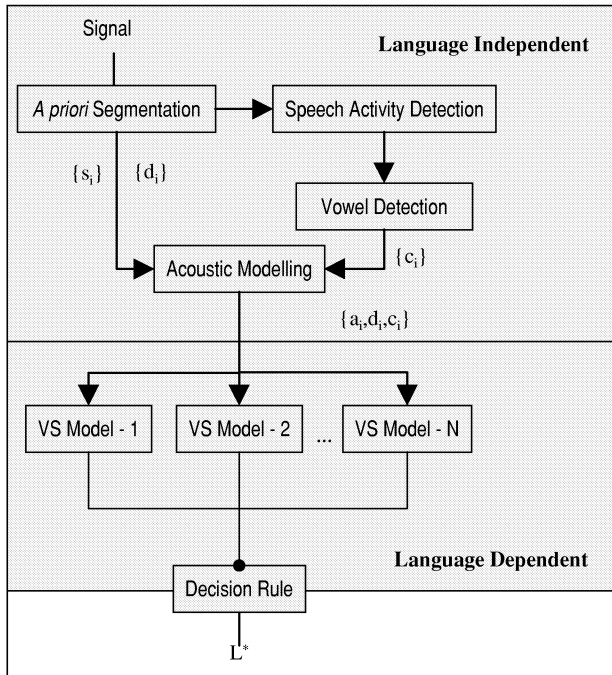 Signal
Language Independent
A priori Segmentation
Speech Activity Detection
{sᵢ} {dᵢ}
Vowel Detection
{cᵢ}
Acoustic Modelling
{aᵢ,dᵢ,cᵢ}
VS Model - 1
VS Model - 2
...
VS Model - N
Language Dependent
Decision Rule
L*